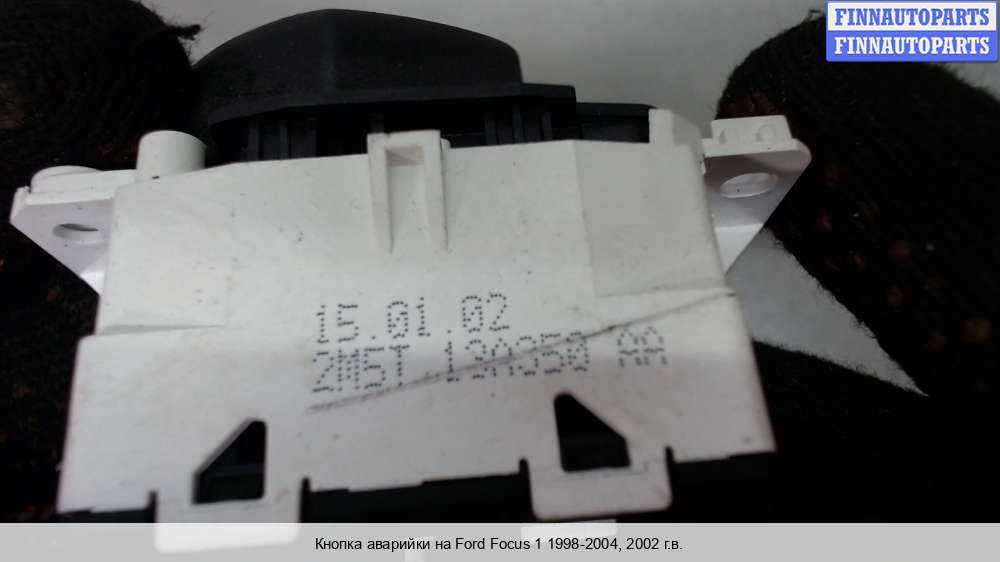 FINNAUTOPARTS
FINNAUTOPARTS
15.01.02
2M5T 13A350 AA
Кнопка аварийки на Ford Focus 1 1998-2004, 2002 г.в.